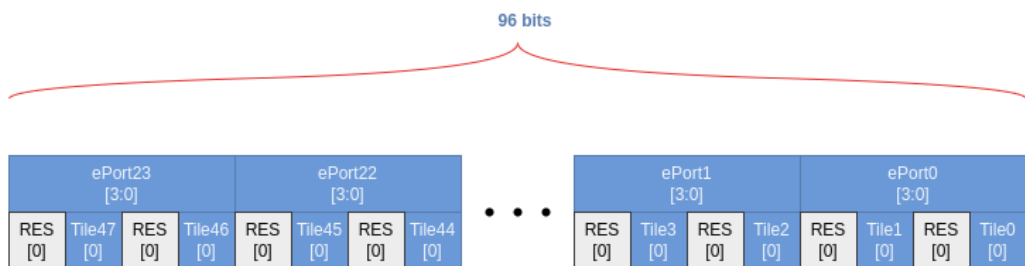 96 bits
ePort23 ePort22 ePort1 ePort0
[3:0] [3:0] [3:0] [3:0]
RES Tile47 RES Tile46 RES Tile45 RES Tile44 RES Tile3 RES Tile2 RES Tile1 RES Tile0
[0] [0] [0] [0] [0] [0] [0] [0] [0] [0] [0] [0] [0] [0] [0] [0]